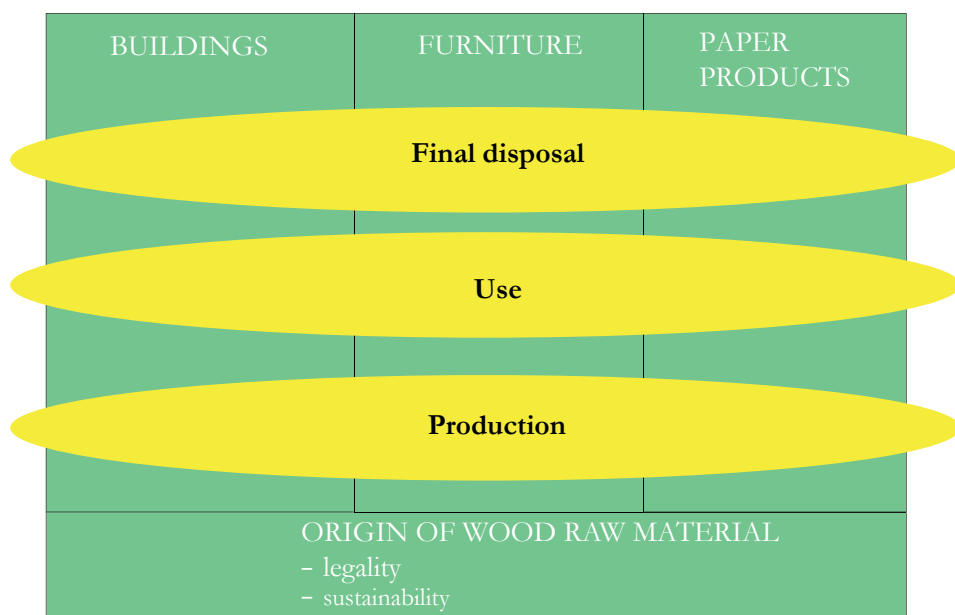 BUILDINGS
FURNITURE
PAPER
PRODUCTS
Final disposal
Use
Production
ORIGIN OF WOOD RAW MATERIAL
- legality
- sustainability